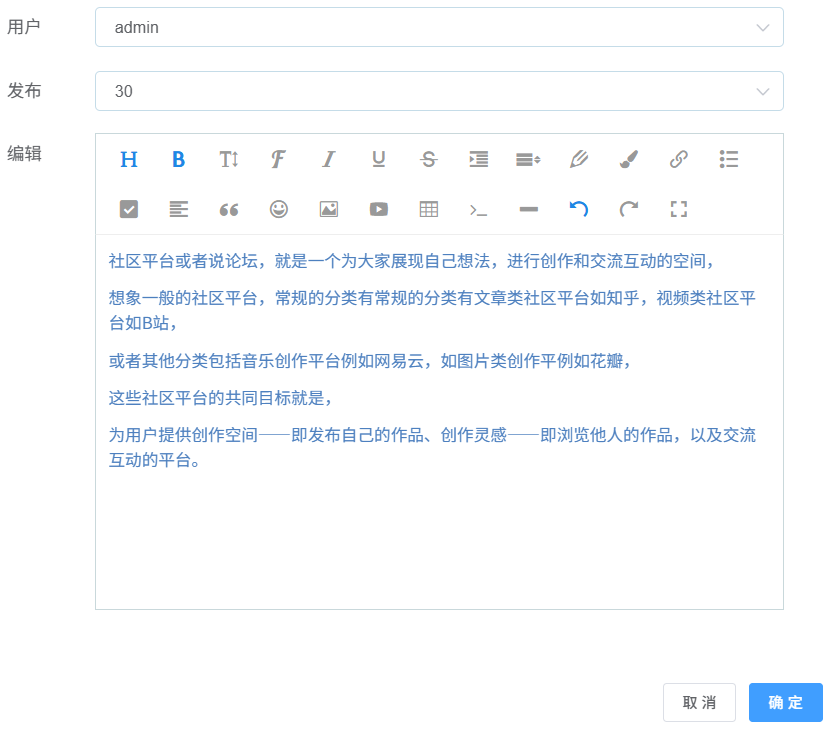 用户
admin
发布
30
编辑
社区平台或者说论坛，就是一个为大家展现自己想法，进行创作和交流互动的空间，
想象一般的社区平台，常规的分类有常规的分类有文章类社区平台如知乎，视频类社区平
台如B站，
或者其他分类包括音乐创作平台例如网易云，如图片类创作平例如花瓣，
这些社区平台的共同目标就是，
为用户提供创作空间——即发布自己的作品、创作灵感——即浏览他人的作品，以及交流
互动的平台。
取 消
确 定